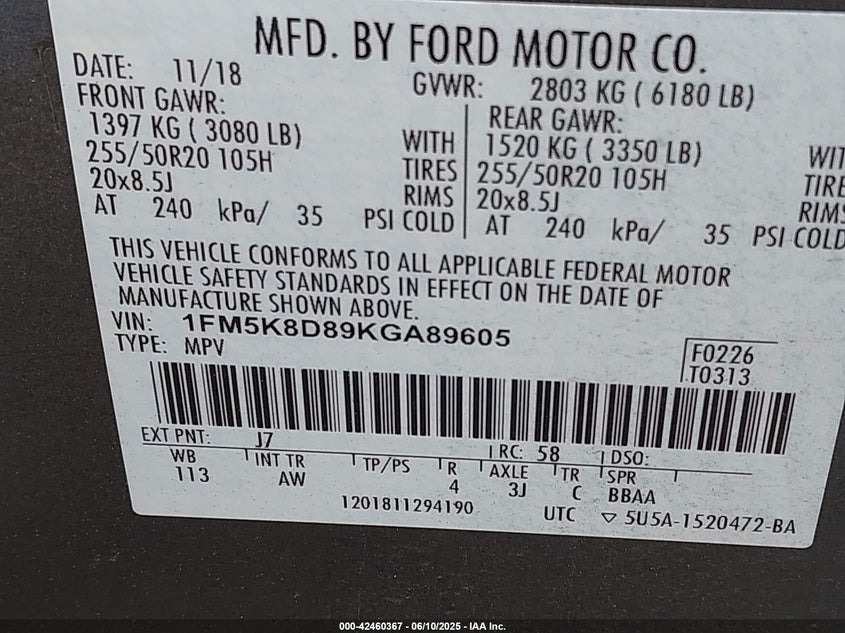 MFD. BY FORD MOTOR CO.
DATE: 11/18 GVWR: 2803 KG ( 6180 LB)
FRONT GAWR: REAR GAWR:
1397 KG ( 3080 LB) WITH 1520 KG ( 3350 LB) WIT
255/50R20 105H TIRES 255/50R20 105H TIRE
20x8.5J RIMS 20x8.5J RIMS
AT 240 kPa/ 35 PSI COLD AT 240 kPa/ 35 PSI COLD
THIS VEHICLE CONFORMS TO ALL APPLICABLE FEDERAL MOTOR
VEHICLE SAFETY STANDARDS IN EFFECT ON THE DATE OF
MANUFACTURE SHOWN ABOVE.
VIN: 1FM5K8D89KGA89605
TYPE: MPV
F0226
T0313
EXT PNT: J7 RC: 58 DSO:
WB INT TR TP/PS R AXLE TR SPR
113 AW 4 3J C BBAA
1201811294190 UTC ▽ 5U5A-1520472-BA
000-42460367 - 06/10/2025 - IAA Inc.